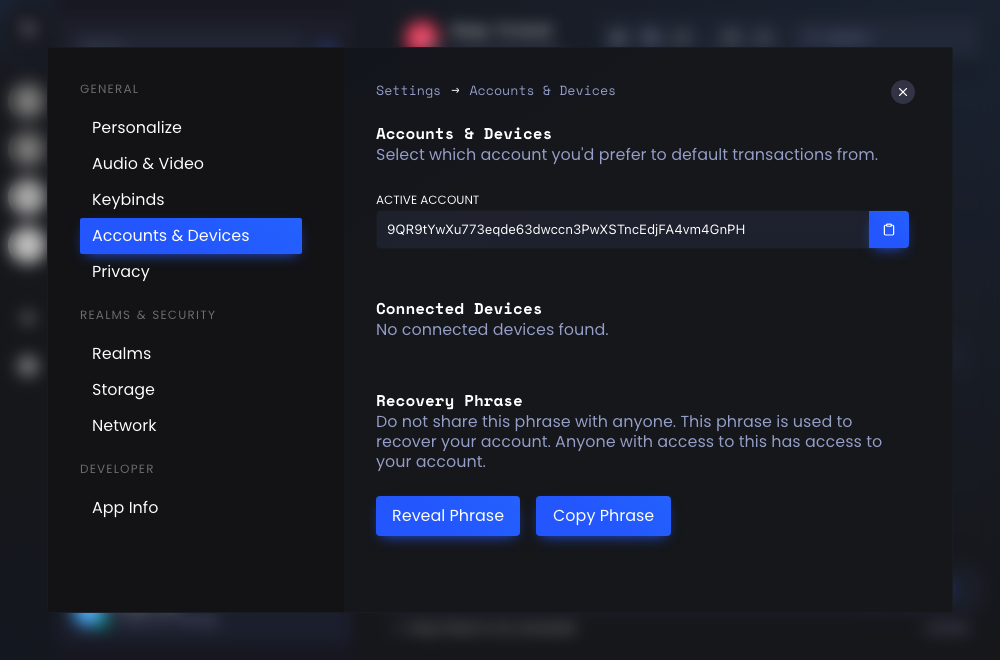 GENERAL
Personalize
Audio & Video
Keybinds
Accounts & Devices
Privacy
REALMS & SECURITY
Realms
Storage
Network
DEVELOPER
App Info
Settings → Accounts & Devices
Accounts & Devices
Select which account you'd prefer to default transactions from.
ACTIVE ACCOUNT
9QR9tYwXu773eqde63dwccn3PwXSTncEdjFA4vm4GnPH
Connected Devices
No connected devices found.
Recovery Phrase
Do not share this phrase with anyone. This phrase is used to
recover your account. Anyone with access to this has access to
your account.
Reveal Phrase
Copy Phrase